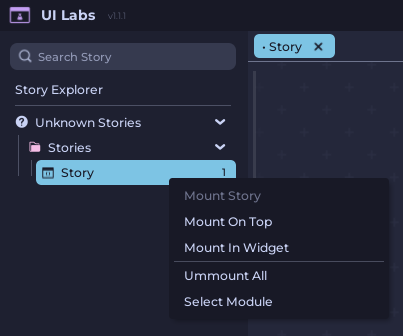 UI Labs v1.1.1
Search Story
• Story
Story Explorer
Unknown Stories
Stories
Story 1
Mount Story
Mount On Top
Mount In Widget
Ummount All
Select Module